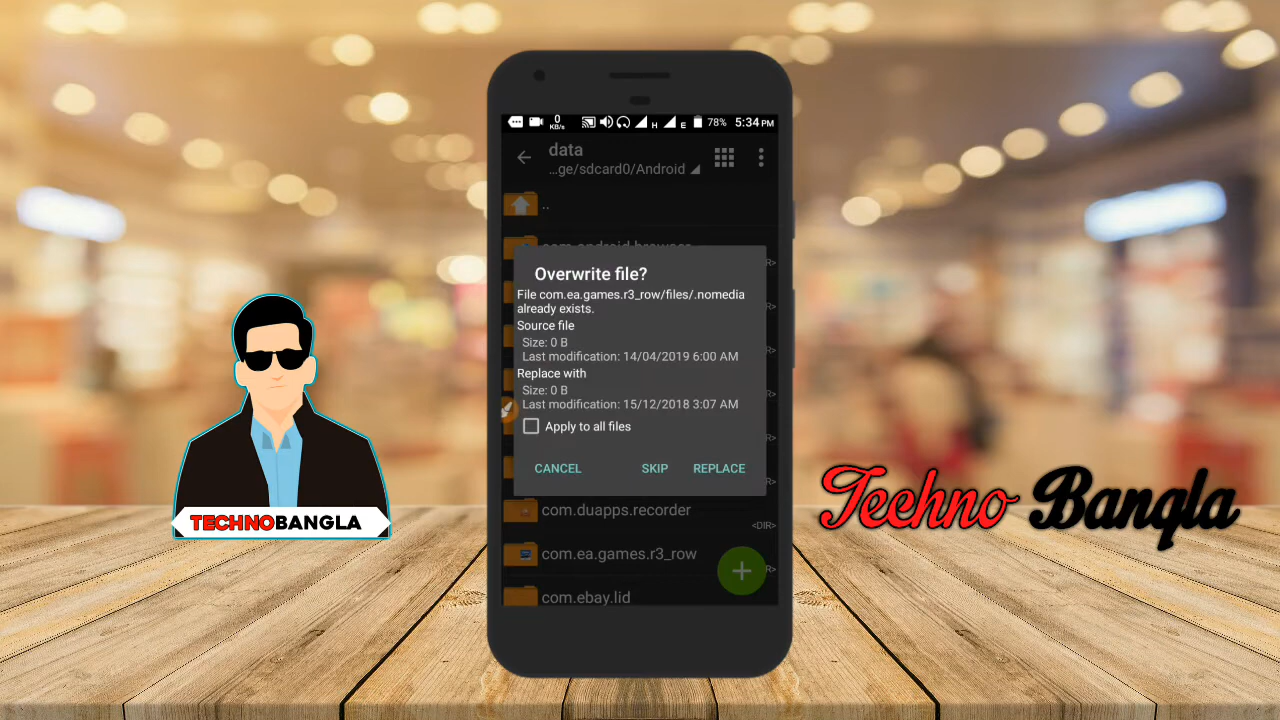 0
KB/s
H
E
78%
5:34 PM
data
...ge/sdcard0/Android
..
com.android.browser
Overwrite file?
File com.ea.games.r3_row/files/.nomedia
already exists.
Source file
Size: 0 B
Last modification: 14/04/2019 6:00 AM
Replace with
Size: 0 B
Last modification: 15/12/2018 3:07 AM
Apply to all files
CANCEL
SKIP
REPLACE
com.duapps.recorder
<DIR>
com.ea.games.r3_row
com.ebay.lid
TECHNOBANGLA
Techno Bangla